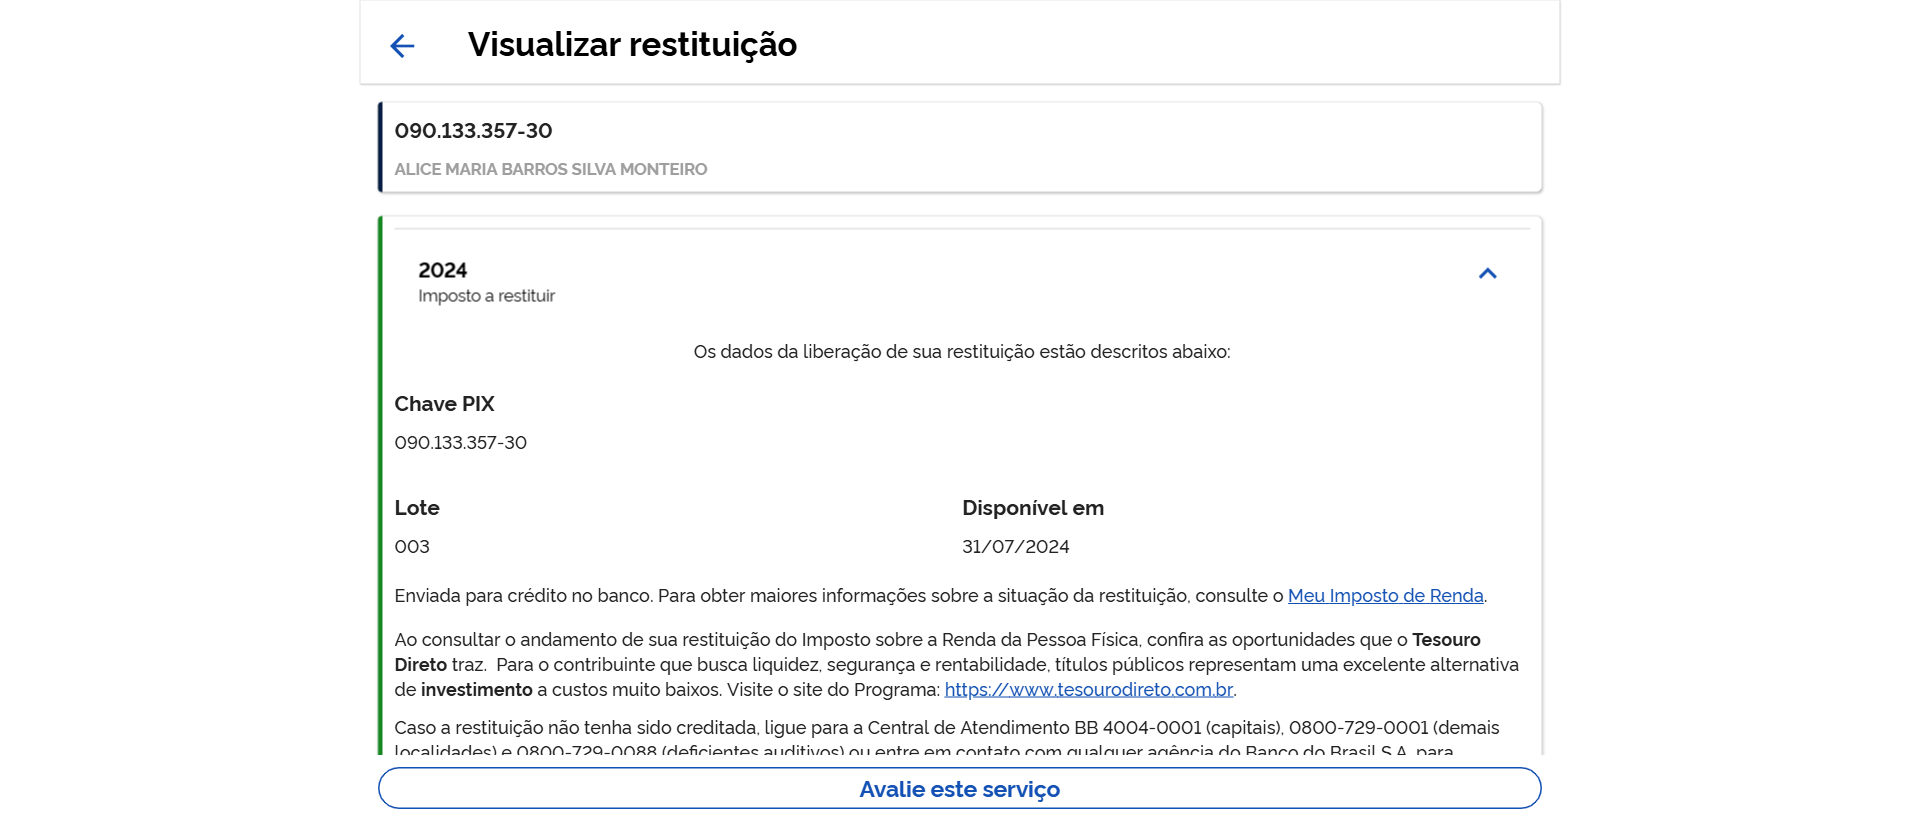 Visualizar restituição
090.133.357-30
ALICE MARIA BARROS SILVA MONTEIRO
2024
Imposto a restituir
Os dados da liberação de sua restituição estão descritos abaixo:
Chave PIX
090.133.357-30
Lote
Disponível em
003
31/07/2024
Enviada para crédito no banco. Para obter maiores informações sobre a situação da restituição, consulte o Meu Imposto de Renda.
Ao consultar o andamento de sua restituição do Imposto sobre a Renda da Pessoa Física, confira as oportunidades que o Tesouro
Direto traz. Para o contribuinte que busca liquidez, segurança e rentabilidade, títulos públicos representam uma excelente alternativa
de investimento a custos muito baixos. Visite o site do Programa: https://www.tesourodireto.com.br.
Caso a restituição não tenha sido creditada, ligue para a Central de Atendimento BB 4004-0001 (capitais), 0800-729-0001 (demais
localidades) e 0800-729-0088 (deficientes auditivos) ou entre em contato com qualquer agência do Banco do Brasil S.A. para
Avalie este serviço